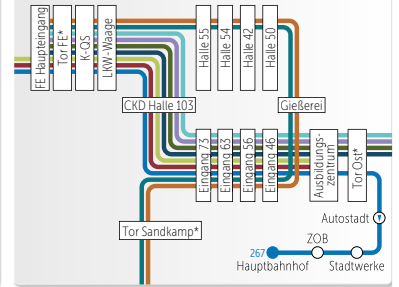 FE Haupteingang
Tor FE*
K-QS
LKW-Waage
Halle 55
Halle 54
Halle 42
Halle 50
CKD Halle 103
Gießerei
Eingang 73
Eingang 63
Eingang 56
Eingang 46
Ausbildungs-
zentrum
Tor Ost*
Tor Sandkamp*
Autostadt
ZOB
267
Hauptbahnhof
Stadtwerke